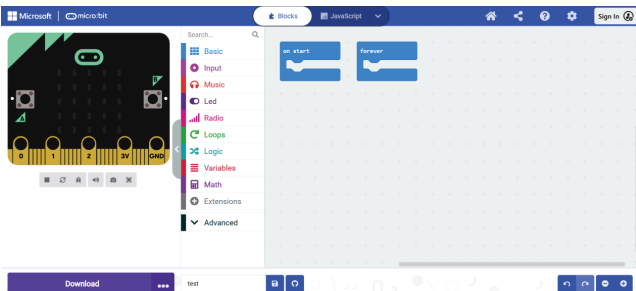 Microsoft | micro:bit
Blocks
JavaScript
Sign In
Search...
Basic
Input
Music
Led
Radio
Loops
Logic
Variables
Math
Extensions
Advanced
on start
forever
A
B
0 1 2 3V GND
Download
test